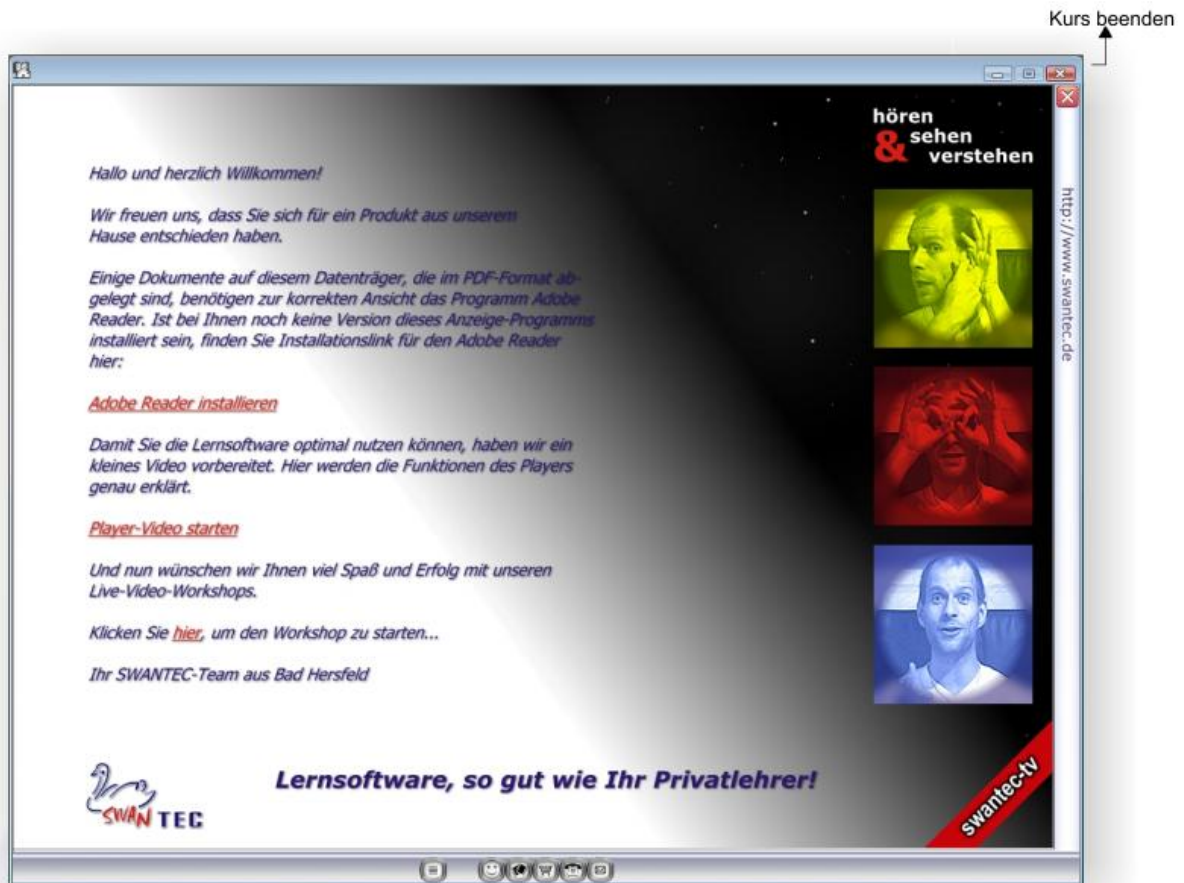 Kurs beenden
hören
& sehen
verstehen
http://www.swantec.de
Hallo und herzlich Willkommen!
Wir freuen uns, dass Sie sich für ein Produkt aus unserem
Hause entschieden haben.
Einige Dokumente auf diesem Datenträger, die im PDF-Format ab-
gelegt sind, benötigen zur korrekten Ansicht das Programm Adobe
Reader. Ist bei Ihnen noch keine Version dieses Anzeige-Programms
installiert sein, finden Sie Installationslink für den Adobe Reader
hier:
Adobe Reader installieren
Damit Sie die Lernsoftware optimal nutzen können, haben wir ein
kleines Video vorbereitet. Hier werden die Funktionen des Players
genau erklärt.
Player-Video starten
Und nun wünschen wir Ihnen viel Spaß und Erfolg mit unseren
Live-Video-Workshops.
Klicken Sie hier, um den Workshop zu starten...
Ihr SWANTEC-Team aus Bad Hersfeld
SWANTEC
Lernsoftware, so gut wie Ihr Privatlehrer!
swantec-tv